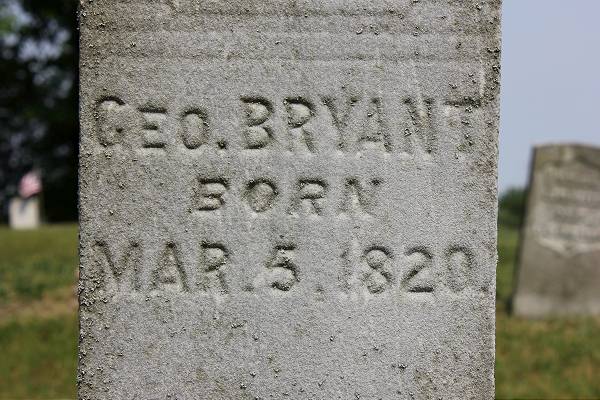 GEO. BRYANT
BORN
MAR. 5. 1820.